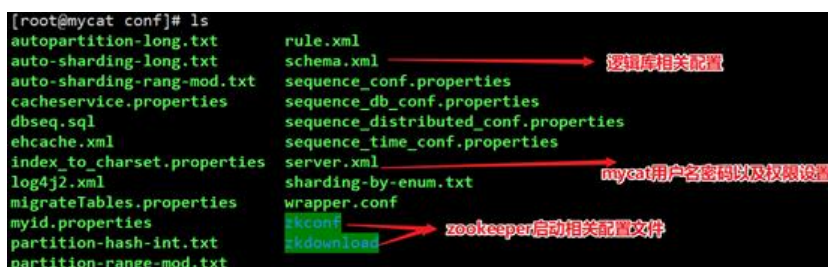 [root@mycat conf]# ls
autopartition-long.txt rule.xml
auto-sharding-long.txt schema.xml 逻辑库相关配置
auto-sharding-rang-mod.txt sequence_conf.properties
cacheservice.properties sequence_db_conf.properties
dbseq.sql sequence_distributed_conf.properties
ehcache.xml sequence_time_conf.properties
index_to_charset.properties server.xml mycat用户名密码以及权限设置
log4j2.xml sharding-by-enum.txt
migrateTables.properties wrapper.conf
myid.properties zkconf zookeeper启动相关配置文件
partition-hash-int.txt zkdownload
partition-range-mod.txt